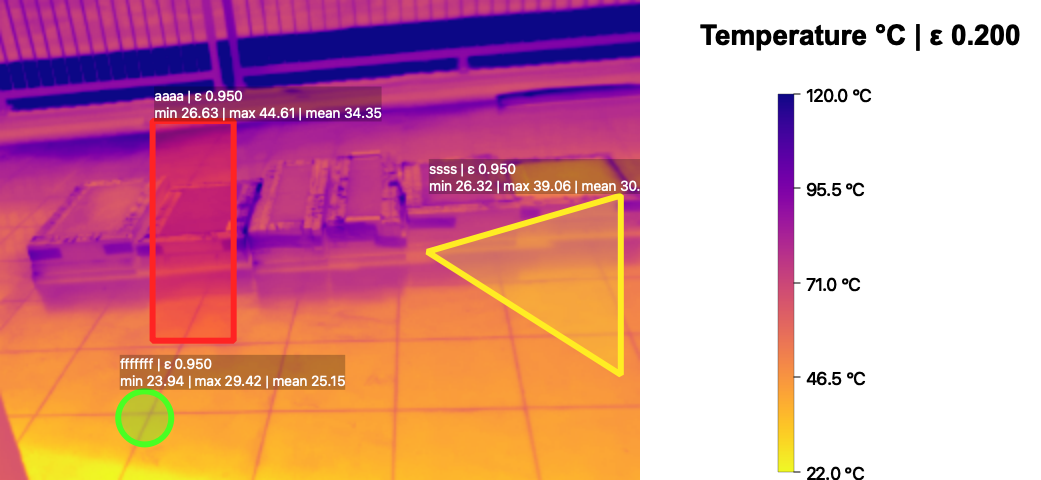 Temperature °C | ε 0.200
aaaa | ε 0.950
min 26.63 | max 44.61 | mean 34.35
ssss | ε 0.950
min 26.32 | max 39.06 | mean 30.
fffffff | ε 0.950
min 23.94 | max 29.42 | mean 25.15
120.0 °C
95.5 °C
71.0 °C
46.5 °C
22.0 °C